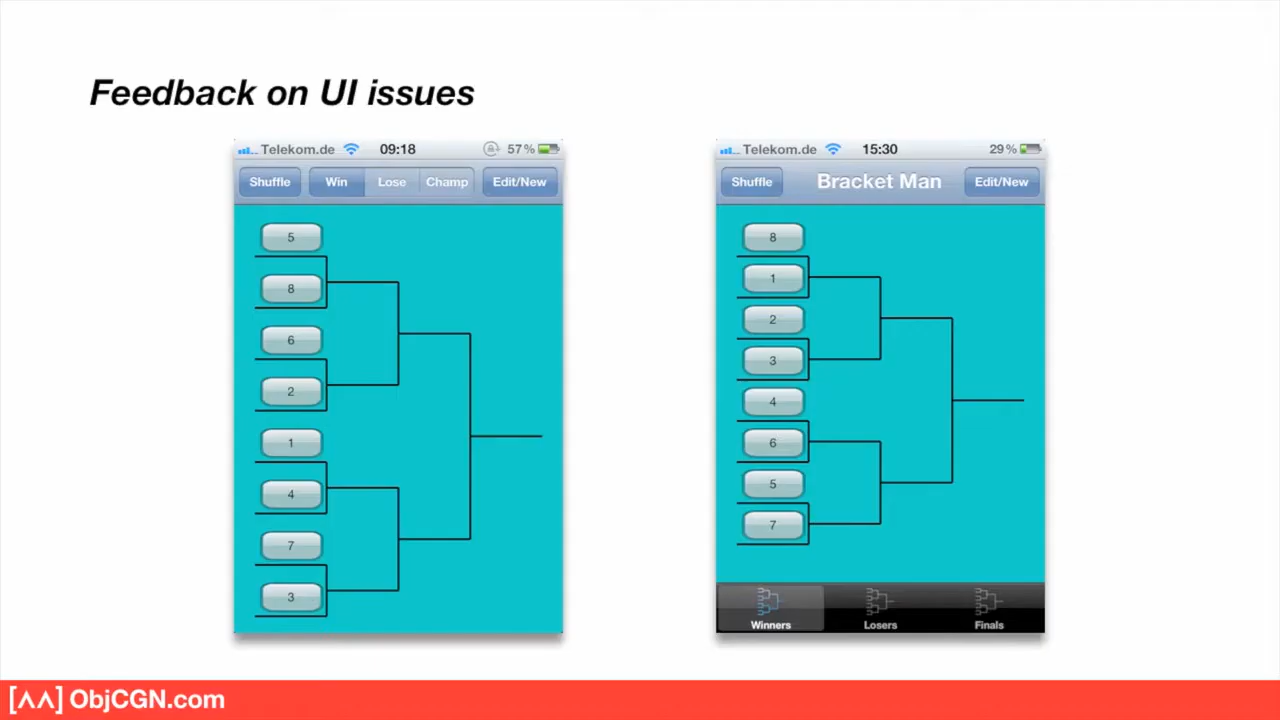 Feedback on UI issues
Telekom.de 09:18 57%
Shuffle Win Lose Champ Edit/New
5
8
6
2
1
4
7
3
Telekom.de 15:30 29%
Shuffle Bracket Man Edit/New
8
1
2
3
4
6
5
7
Winners Losers Finals
[ʌʌ] ObjCGN.com